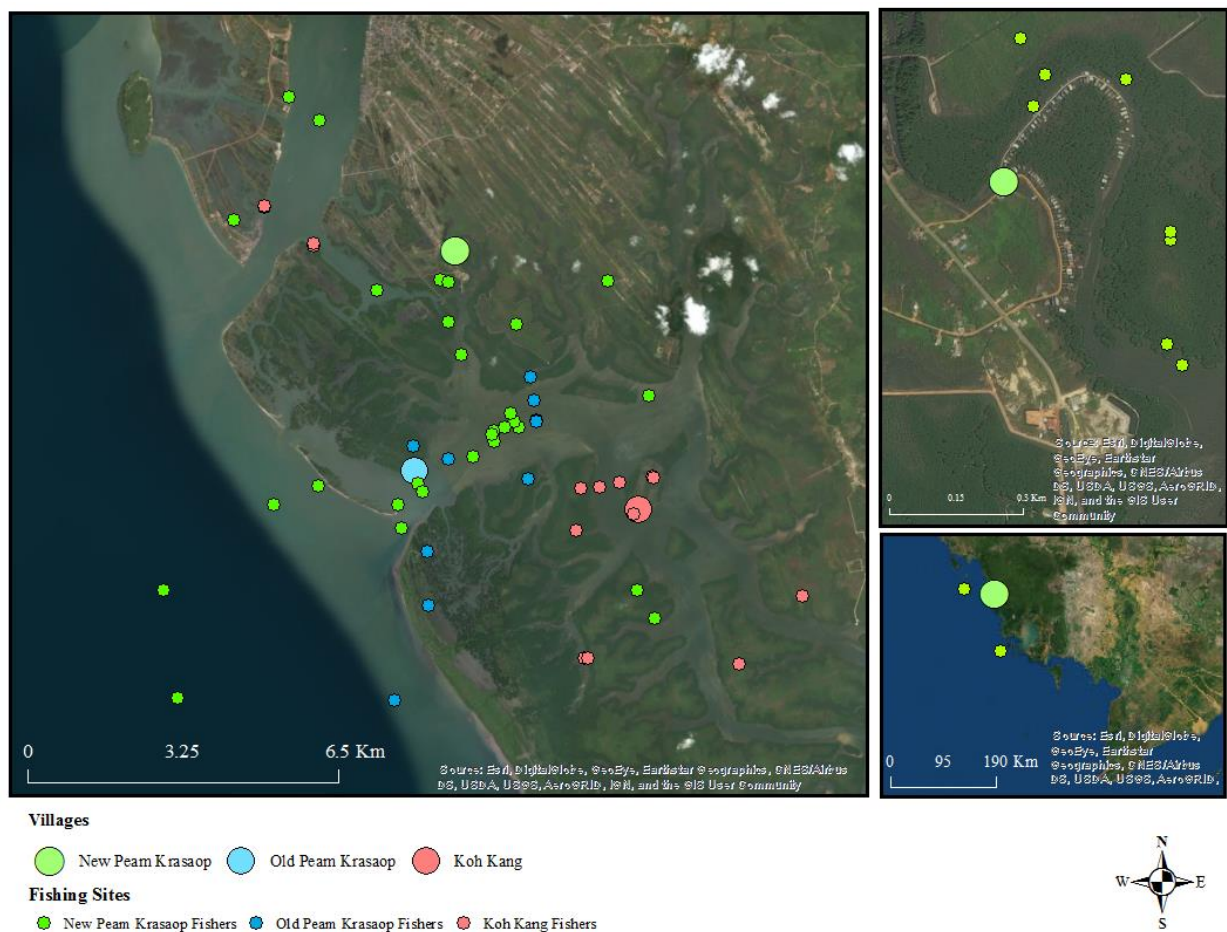 0 3.25 6.5 Km
Source: Esri, DigitalGlobe, GeoEye, Earthstar Geographics, CNES/Airbus
DS, USDA, USGS, AeroGRID, IGN, and the GIS User Community
Source: Esri, DigitalGlobe,
GeoEye, Earthstar
Geographics, CNES/Airbus
DS, USDA, USGS, AeroGRID,
IGN, and the GIS User
Community
0 0.15 0.3 Km
Source: Esri, DigitalGlobe,
GeoEye, Earthstar
Geographics, CNES/Airbus
DS, USDA, USGS, AeroGRID,
0 95 190 Km
Villages
New Peam Krasaop Old Peam Krasaop Koh Kang
Fishing Sites
New Peam Krasaop Fishers Old Peam Krasaop Fishers Koh Kang Fishers
N
W E
S